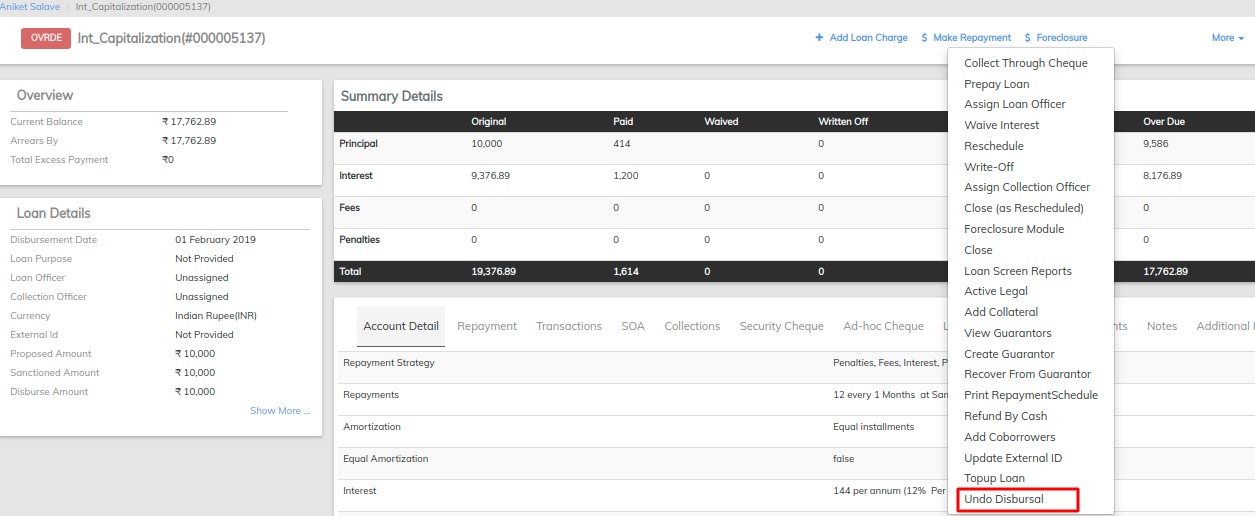 Aniket Salave / Int_Capitalization(000005137)
OVRDE Int_Capitalization(#000005137)
+ Add Loan Charge $ Make Repayment $ Foreclosure
More
Overview
Current Balance ₹ 17,762.89
Arrears By ₹ 17,762.89
Total Excess Payment ₹0
Loan Details
Disbursement Date 01 February 2019
Loan Purpose Not Provided
Loan Officer Unassigned
Collection Officer Unassigned
Currency Indian Rupee(INR)
External Id Not Provided
Proposed Amount ₹ 10,000
Sanctioned Amount ₹ 10,000
Disburse Amount ₹ 10,000
Show More ...
Summary Details
Original Paid Waived Written Off Over Due
Principal 10,000 414 0 9,586
Interest 9,376.89 1,200 0 0 8,176.89
Fees 0 0 0 0 0
Penalties 0 0 0 0 0
Total 19,376.89 1,614 0 0 17,762.89
Account Detail Repayment Transactions SOA Collections Security Cheque Ad-hoc Cheque L nts Notes Additional
Repayment Strategy Penalties, Fees, Interest, P
Repayments 12 every 1 Months at Sam
Amortization Equal installments
Equal Amortization false
Interest 144 per annum (12% Per
Collect Through Cheque
Prepay Loan
Assign Loan Officer
Waive Interest
Reschedule
Write-Off
Assign Collection Officer
Close (as Rescheduled)
Foreclosure Module
Close
Loan Screen Reports
Active Legal
Add Collateral
View Guarantors
Create Guarantor
Recover From Guarantor
Print RepaymentSchedule
Refund By Cash
Add Coborrowers
Update External ID
Topup Loan
Undo Disbursal